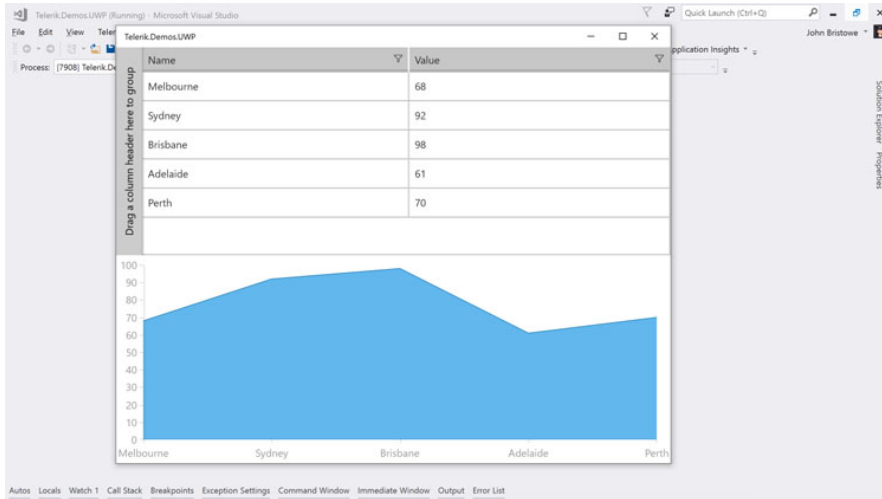 Telerik.Demos.UWP (Running) - Microsoft Visual Studio
Quick Launch (Ctrl+Q)
File Edit View
John Bristowe
Process: [7908]
Application Insights
Telerik.Demos.UWP
Drag a column header here to group
Name Value
Melbourne 68
Sydney 92
Brisbane 98
Adelaide 61
Perth 70
100
90
80
70
60
50
40
30
20
10
0
Melbourne Sydney Brisbane Adelaide Perth
Solution Explorer
Properties
Autos Locals Watch 1 Call Stack Breakpoints Exception Settings Command Window Immediate Window Output Error List